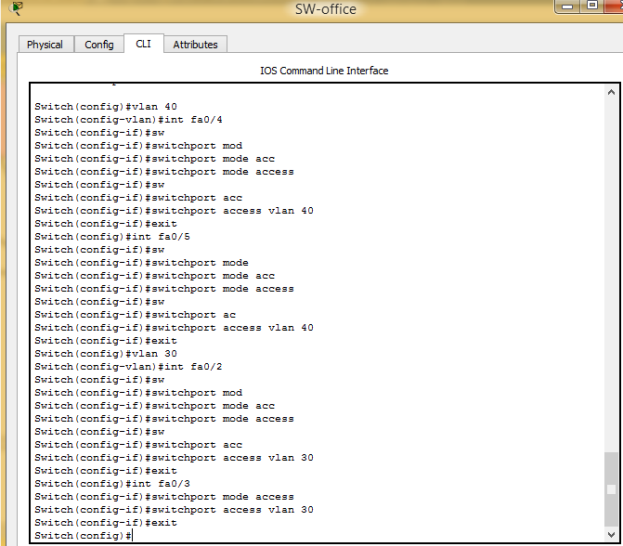 SW-office
Physical Config CLI Attributes
IOS Command Line Interface
Switch(config)#vlan 40
Switch(config-vlan)#int fa0/4
Switch(config-if)#sw
Switch(config-if)#switchport mod
Switch(config-if)#switchport mode acc
Switch(config-if)#switchport mode access
Switch(config-if)#sw
Switch(config-if)#switchport acc
Switch(config-if)#switchport access vlan 40
Switch(config-if)#exit
Switch(config)#int fa0/5
Switch(config-if)#sw
Switch(config-if)#switchport mode
Switch(config-if)#switchport mode acc
Switch(config-if)#switchport mode access
Switch(config-if)#sw
Switch(config-if)#switchport ac
Switch(config-if)#switchport access vlan 40
Switch(config-if)#exit
Switch(config)#vlan 30
Switch(config-vlan)#int fa0/2
Switch(config-if)#sw
Switch(config-if)#switchport mod
Switch(config-if)#switchport mode acc
Switch(config-if)#switchport mode access
Switch(config-if)#sw
Switch(config-if)#switchport acc
Switch(config-if)#switchport access vlan 30
Switch(config-if)#exit
Switch(config)#int fa0/3
Switch(config-if)#switchport mode access
Switch(config-if)#switchport access vlan 30
Switch(config-if)#exit
Switch(config)#